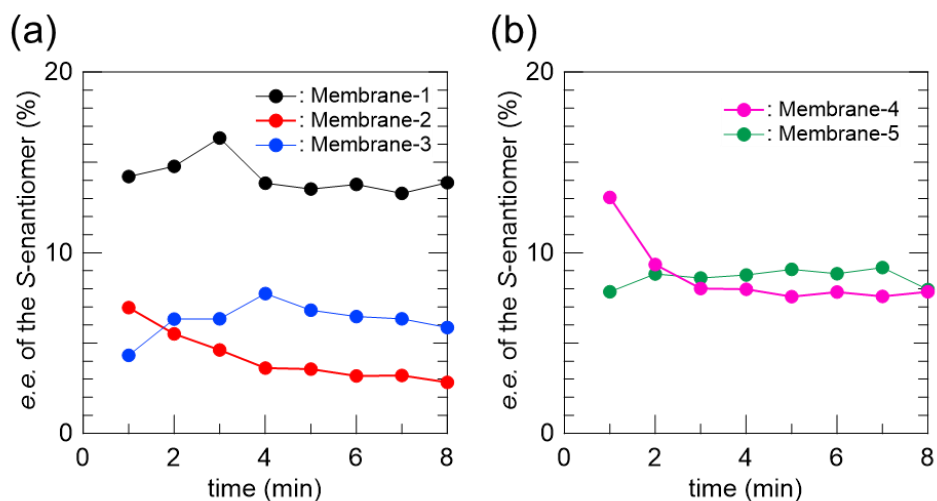 (a)
e.e. of the S-enantiomer (%)
20
10
0
0 2 4 6 8
time (min)
: Membrane-1
: Membrane-2
: Membrane-3
(b)
e.e. of the S-enantiomer (%)
20
10
0
0 2 4 6 8
time (min)
: Membrane-4
: Membrane-5